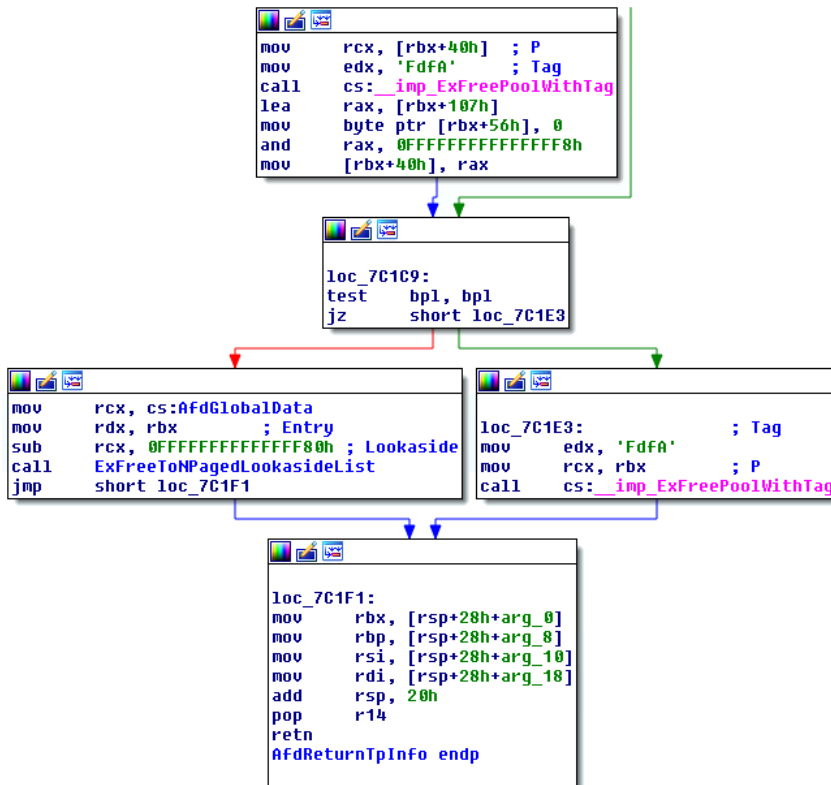 mov rcx, [rbx+40h] ; P
mov edx, 'FdfA' ; Tag
call cs:__imp_ExFreePoolWithTag
lea rax, [rbx+107h]
mov byte ptr [rbx+56h], 0
and rax, 0FFFFFFFFFFFFFFF8h
mov [rbx+40h], rax
loc_7C1C9:
test bpl, bpl
jz short loc_7C1E3
mov rcx, cs:AfdGlobalData
mov rdx, rbx ; Entry
sub rcx, 0FFFFFFFFFFFFFF80h ; Lookaside
call ExFreeToNPagedLookasideList
jmp short loc_7C1F1
loc_7C1E3: ; Tag
mov edx, 'FdfA'
mov rcx, rbx ; P
call cs:__imp_ExFreePoolWithTag
loc_7C1F1:
mov rbx, [rsp+28h+arg_0]
mov rbp, [rsp+28h+arg_8]
mov rsi, [rsp+28h+arg_10]
mov rdi, [rsp+28h+arg_18]
add rsp, 20h
pop r14
retn
AfdReturnTpInfo endp